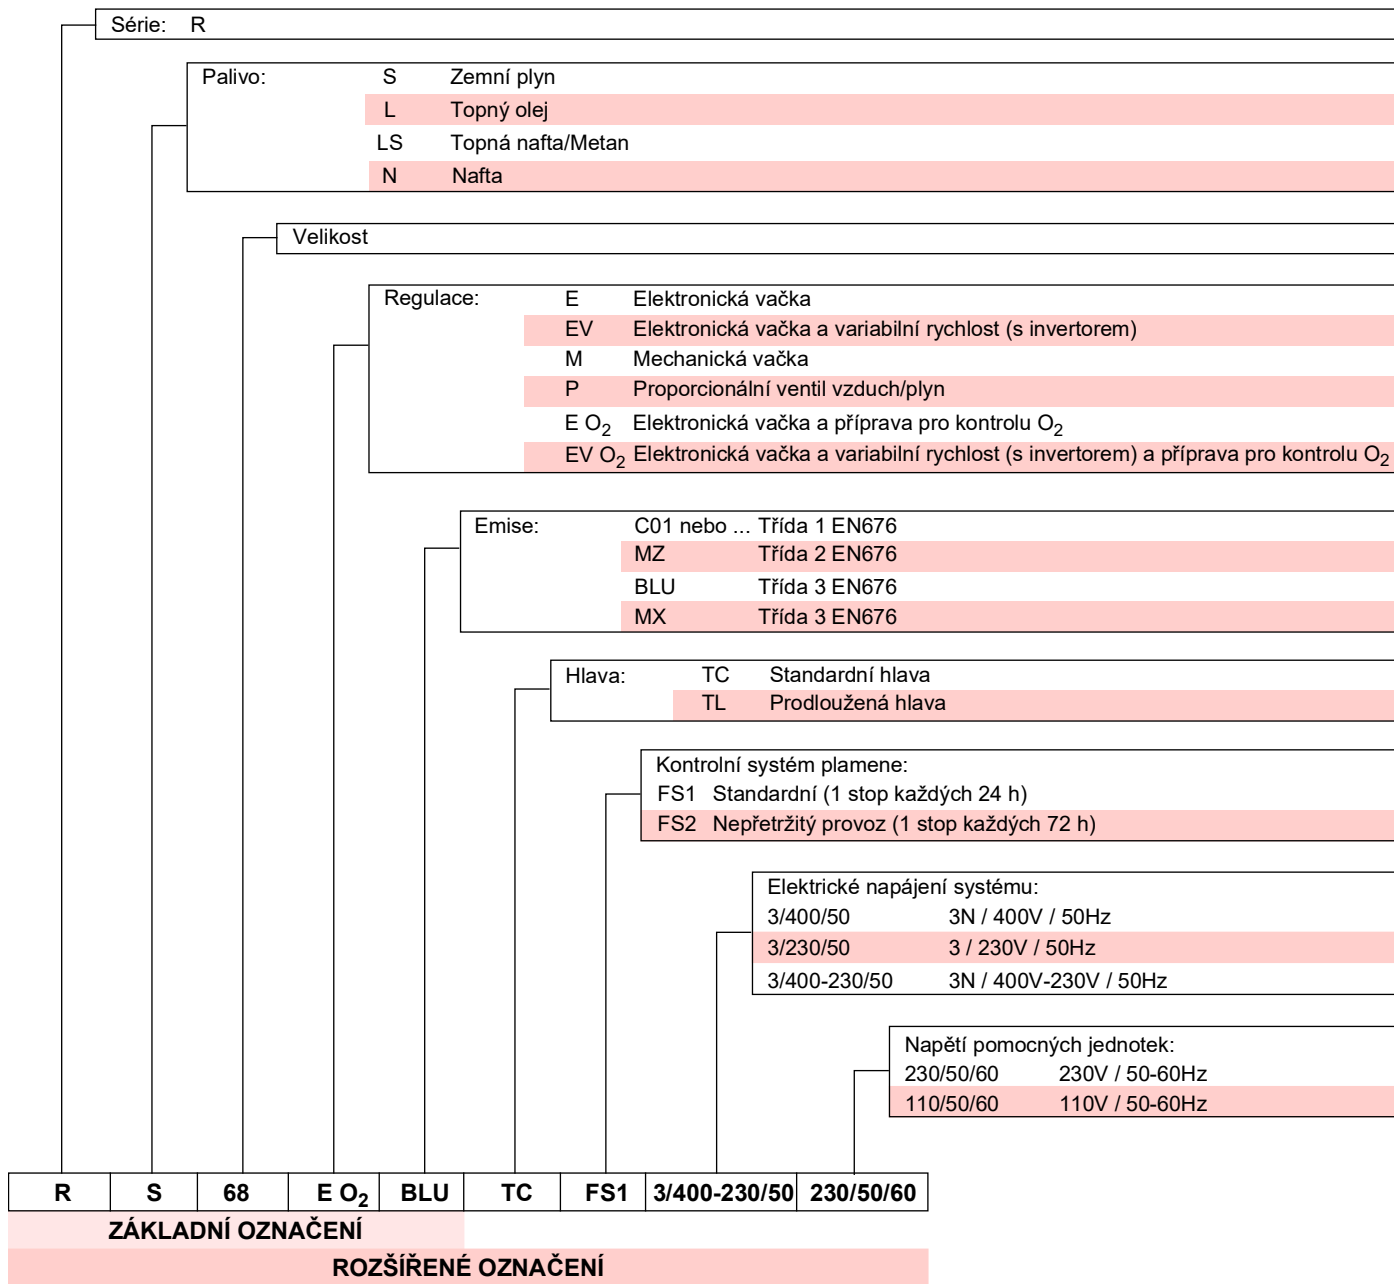 Série: R
Palivo: S Zemní plyn
L Topný olej
LS Topná nafta/Metan
N Nafta
Velikost
Regulace: E Elektronická vačka
EV Elektronická vačka a variabilní rychlost (s invertorem)
M Mechanická vačka
P Proporcionální ventil vzduch/plyn
E O2 Elektronická vačka a příprava pro kontrolu O2
EV O2 Elektronická vačka a variabilní rychlost (s invertorem) a příprava pro kontrolu O2
Emise: C01 nebo ... Třída 1 EN676
MZ Třída 2 EN676
BLU Třída 3 EN676
MX Třída 3 EN676
Hlava: TC Standardní hlava
TL Prodloužená hlava
Kontrolní systém plamene:
FS1 Standardní (1 stop každých 24 h)
FS2 Nepřetržitý provoz (1 stop každých 72 h)
Elektrické napájení systému:
3/400/50 3N / 400V / 50Hz
3/230/50 3 / 230V / 50Hz
3/400-230/50 3N / 400V-230V / 50Hz
Napětí pomocných jednotek:
230/50/60 230V / 50-60Hz
110/50/60 110V / 50-60Hz
R S 68 E O2 BLU TC FS1 3/400-230/50 230/50/60
ZÁKLADNÍ OZNAČENÍ
ROZŠÍŘENÉ OZNAČENÍ